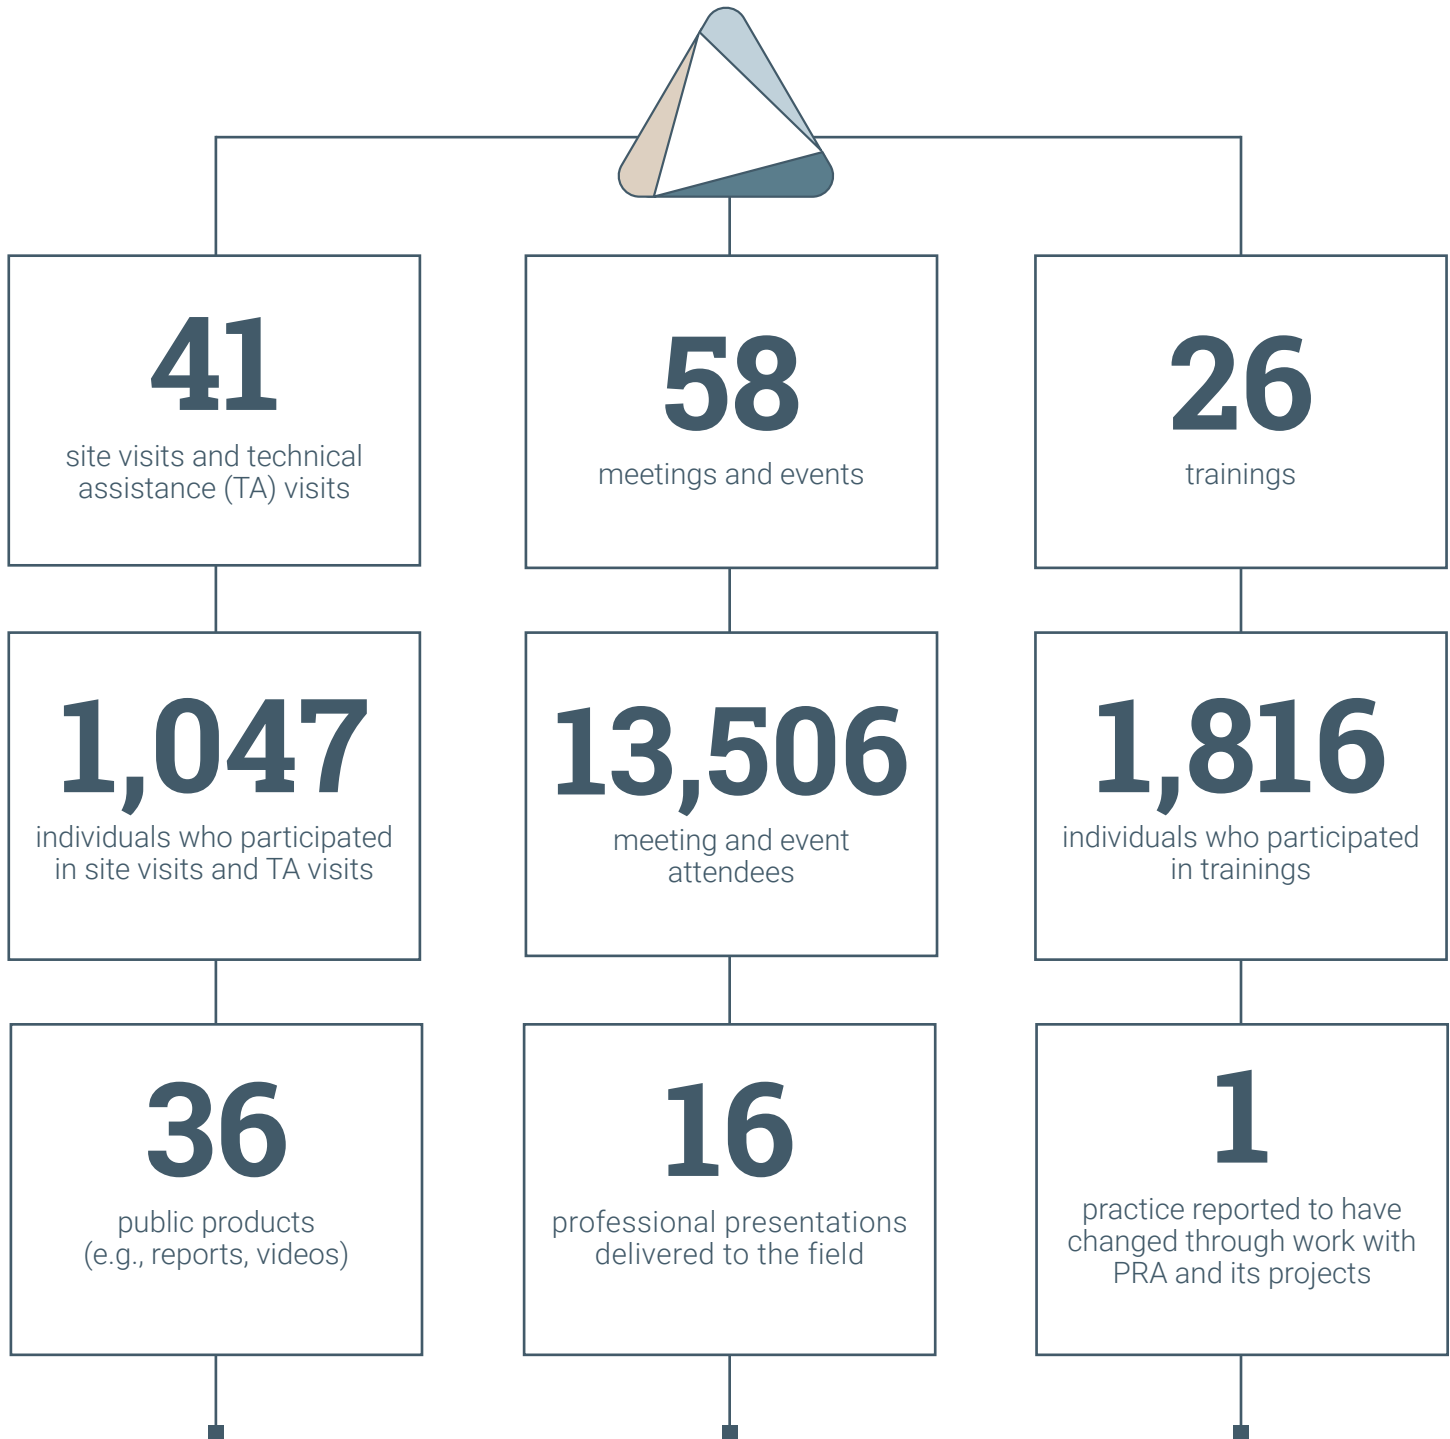 41
site visits and technical
assistance (TA) visits
58
meetings and events
26
trainings
1,047
individuals who participated
in site visits and TA visits
13,506
meeting and event
attendees
1,816
individuals who participated
in trainings
36
public products
(e.g., reports, videos)
16
professional presentations
delivered to the field
1
practice reported to have
changed through work with
PRA and its projects